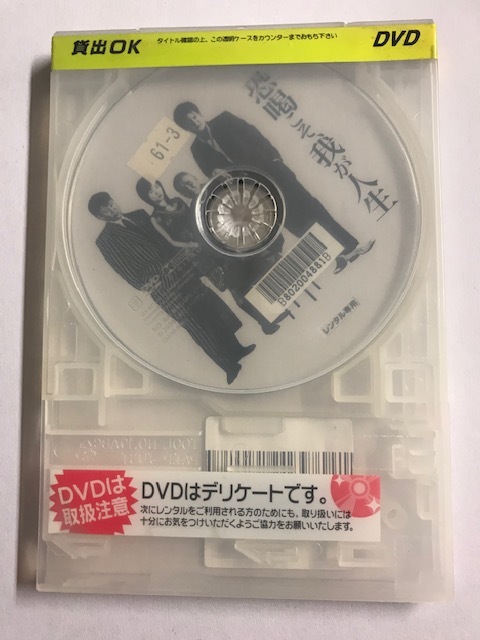 貸出OK
タイトル確認の上、この透明ケースをカウンターまでおもち下さい
DVD
恐喝こそ、我が人生
61-3
B802004881B
レンタル専用
DVDは
取扱注意
DVDはデリケートです。
次にレンタルをご利用される方のためにも、取り扱いには
十分にお気をつけいただくようご協力をお願いいたします。